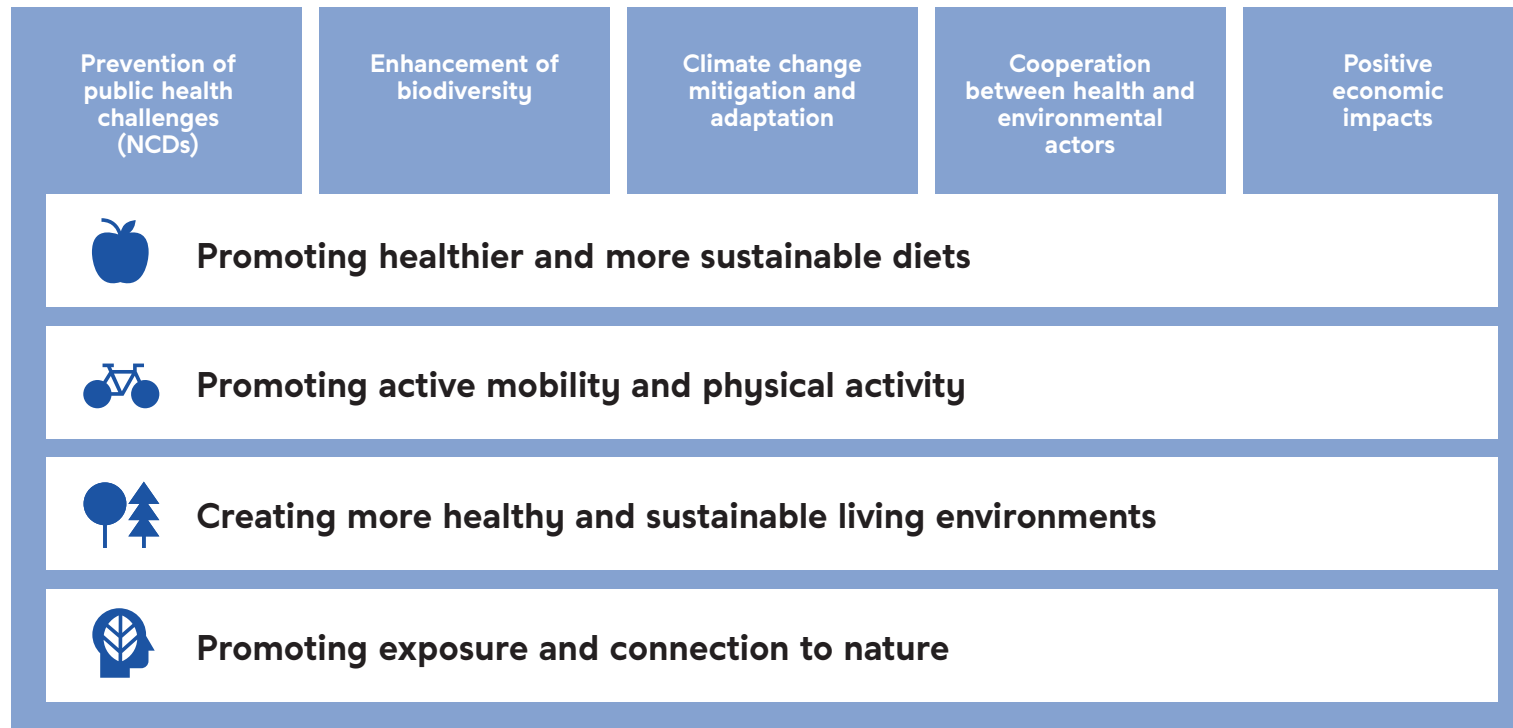 Prevention of
public health
challenges
(NCDs)
Enhancement of
biodiversity
Climate change
mitigation and
adaptation
Cooperation
between health and
environmental
actors
Positive
economic
impacts
Promoting healthier and more sustainable diets
Promoting active mobility and physical activity
Creating more healthy and sustainable living environments
Promoting exposure and connection to nature